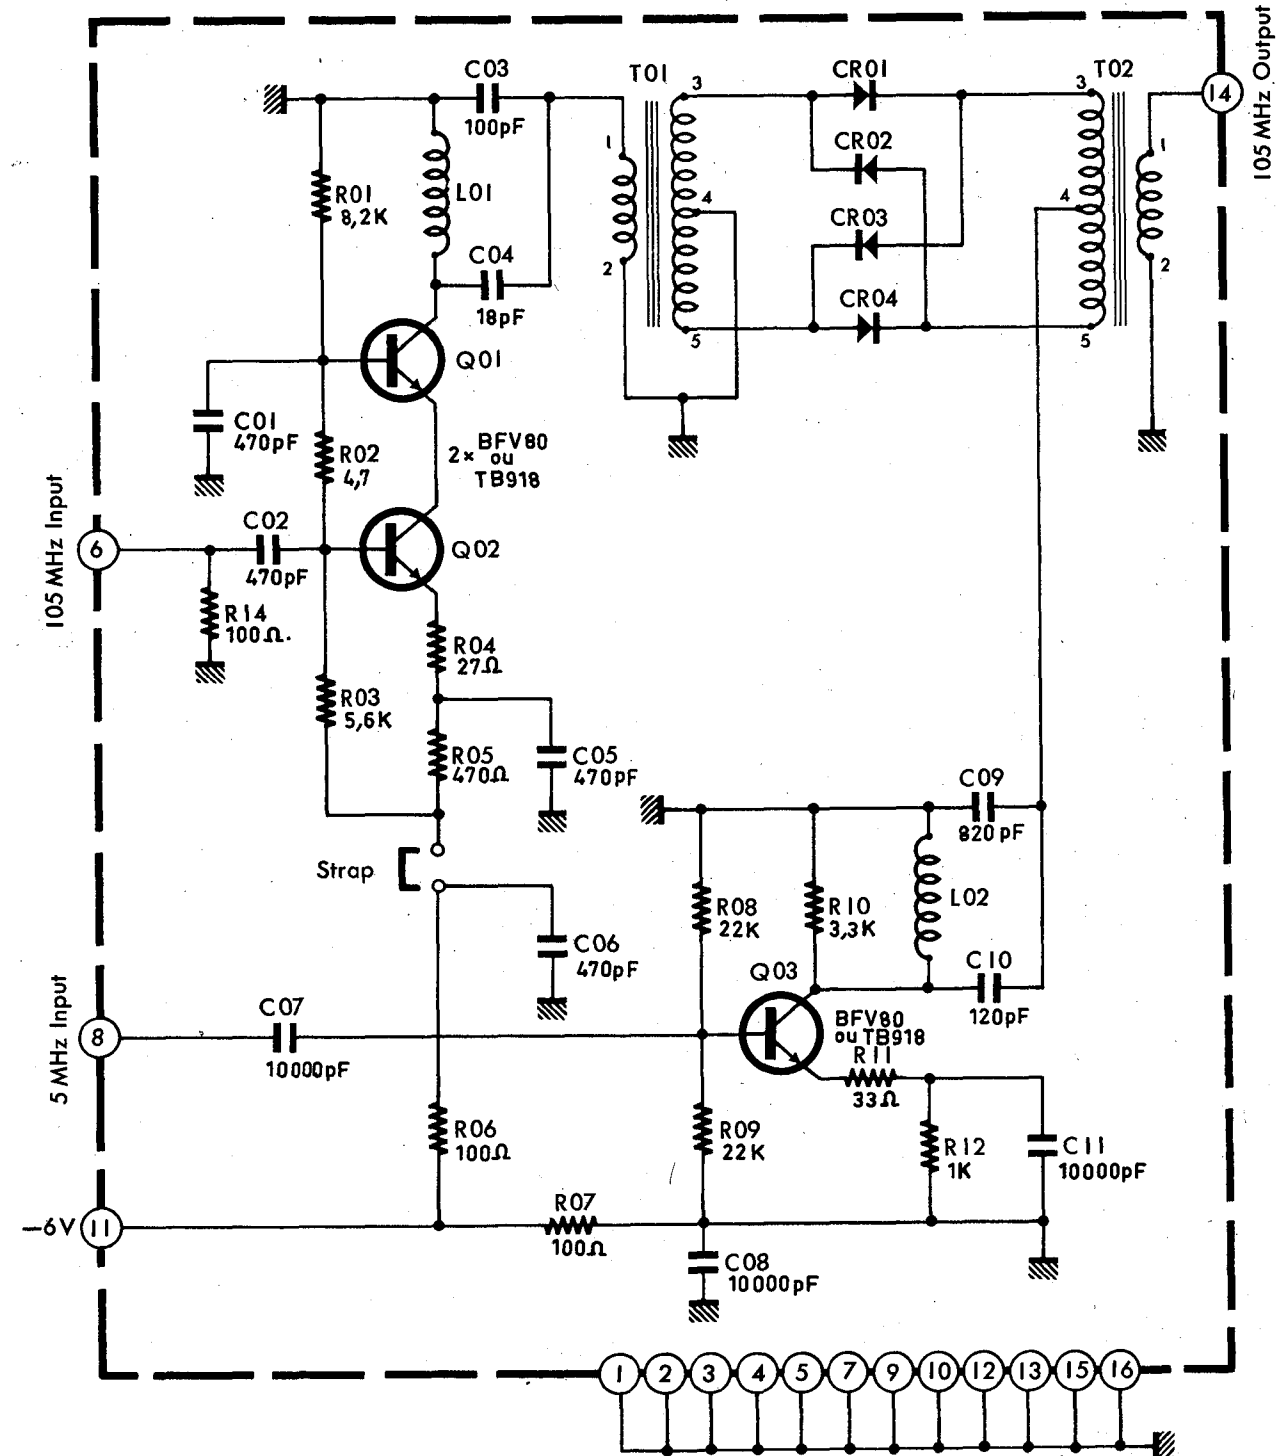 C03
100pF
T01
3
CR01
3
T02
14
105 MHz Output
CR02
1
1
R01
8,2K
L01
4
4
CR03
C04
2
2
18pF
CR04
5
5
Q01
C01
470pF
R02
4,7
2× BFV80
ou
TB918
105 MHz Input
6
C02
470pF
Q02
R14
100Ω.
R04
27Ω
R03
5,6K
R05
470Ω
C05
470pF
C09
820pF
Strap
R08
22K
R10
3,3K
L02
C06
470pF
C10
120pF
Q03
5 MHz Input
8
C07
10000pF
BFV80
ou TB918
R11
33Ω
R06
100Ω
R09
22K
R12
1K
C11
10000pF
—6V
11
R07
100Ω
C08
10000pF
1 2 3 4 5 7 9 10 12 13 15 16